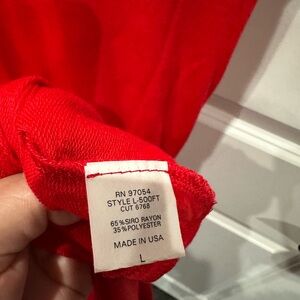 RN 97054
STYLE L-500FT
CUT 6768
65%SIRO RAYON
35%POLYESTER
MADE IN USA
L